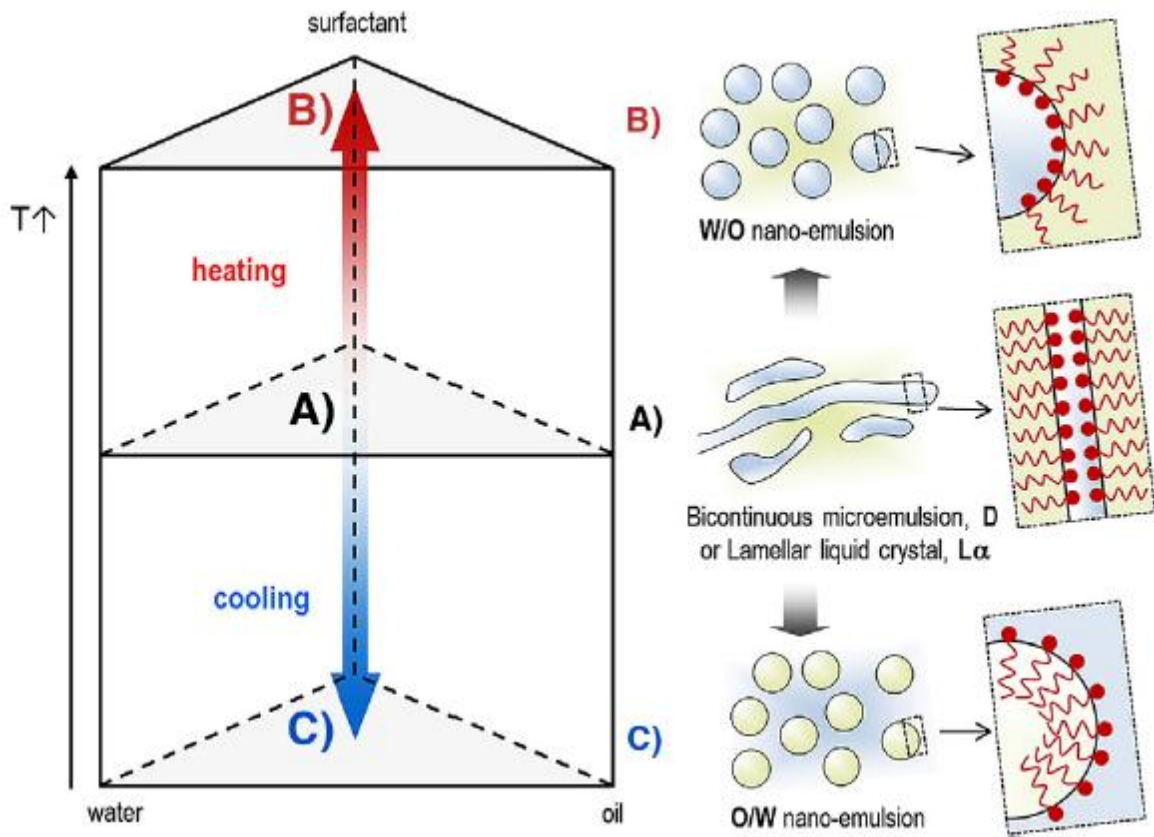 surfactant
B)
T↑
heating
A)
cooling
C)
water
oil
B)
W/O nano-emulsion
A)
Bicontinuous microemulsion, D
or Lamellar liquid crystal, Lα
C)
O/W nano-emulsion